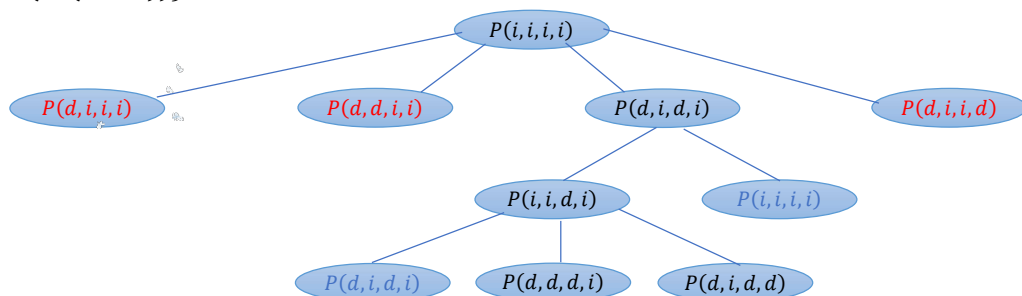 P(i, i, i, i)
P(d, i, i, i) P(d, d, i, i) P(d, i, d, i) P(d, i, i, d)
P(i, i, d, i) P(i, i, i, i)
P(d, i, d, i) P(d, d, d, i) P(d, i, d, d)